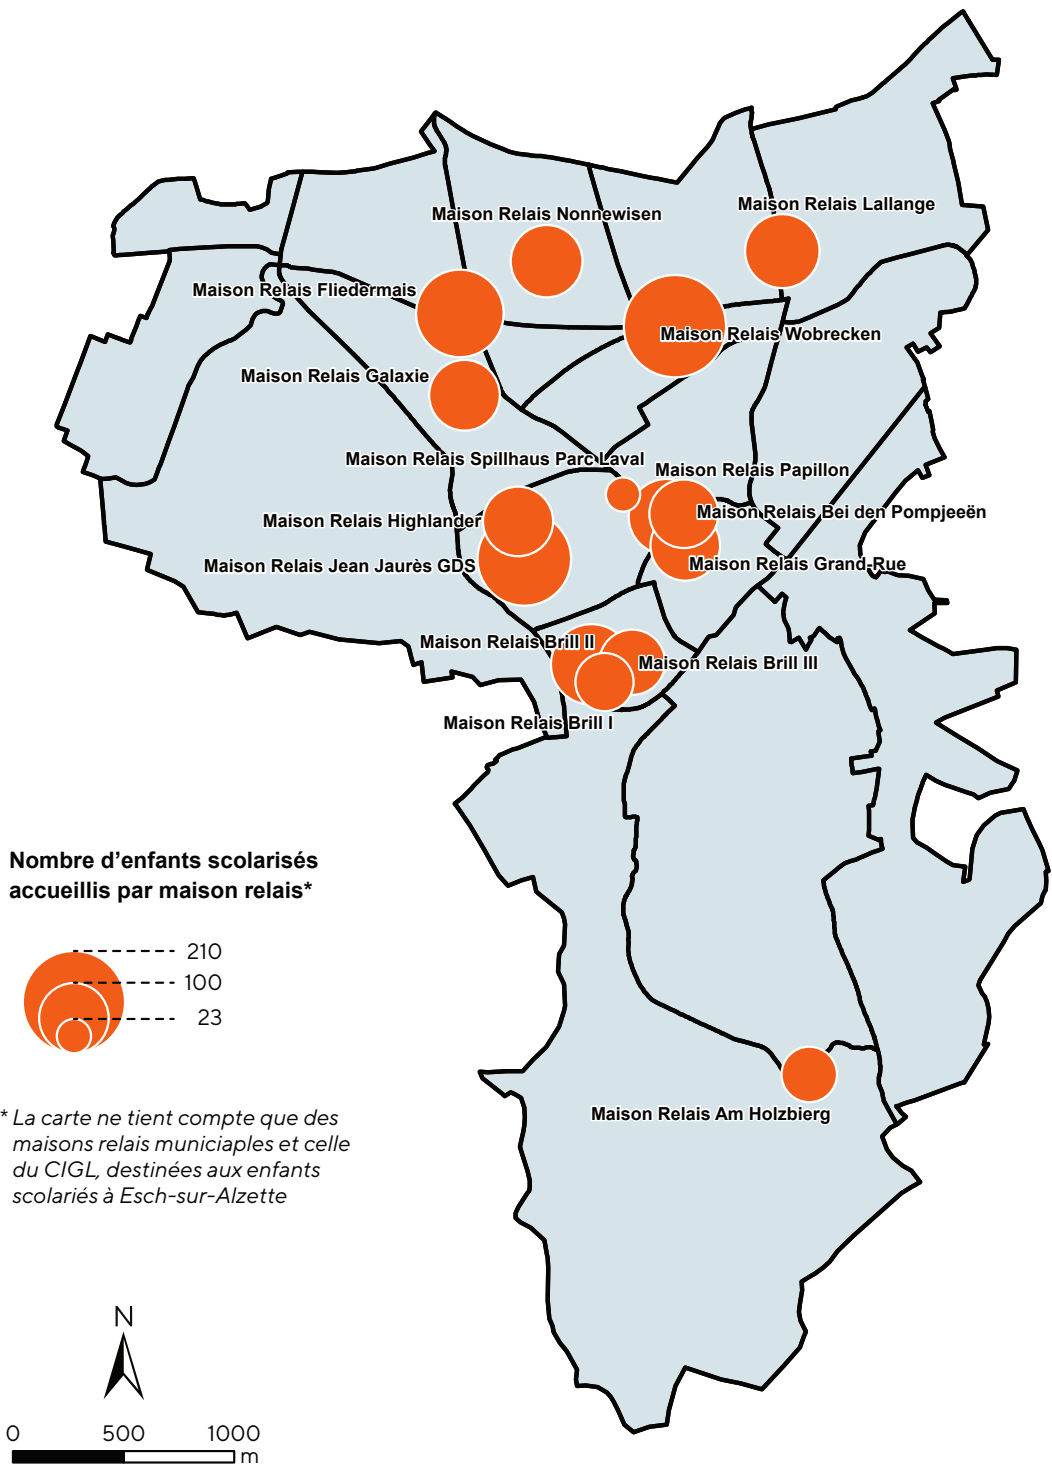 Maison Relais Lallange
Maison Relais Nonnewisen
Maison Relais Fliedermais
Maison Relais Wobrecken
Maison Relais Galaxie
Maison Relais Spillhaus Parc Laval
Maison Relais Papillon
Maison Relais Bei den Pompjeeën
Maison Relais Highlander
Maison Relais Jean Jaurès GDS
Maison Relais Grand-Rue
Maison Relais Brill II
Maison Relais Brill III
Maison Relais Brill I
Nombre d'enfants scolarisés
accueillis par maison relais*
210
100
23
Maison Relais Am Holzbierg
* La carte ne tient compte que des
maisons relais municiaples et celle
du CIGL, destinées aux enfants
scolariés à Esch-sur-Alzette
N
0 500 1000
m